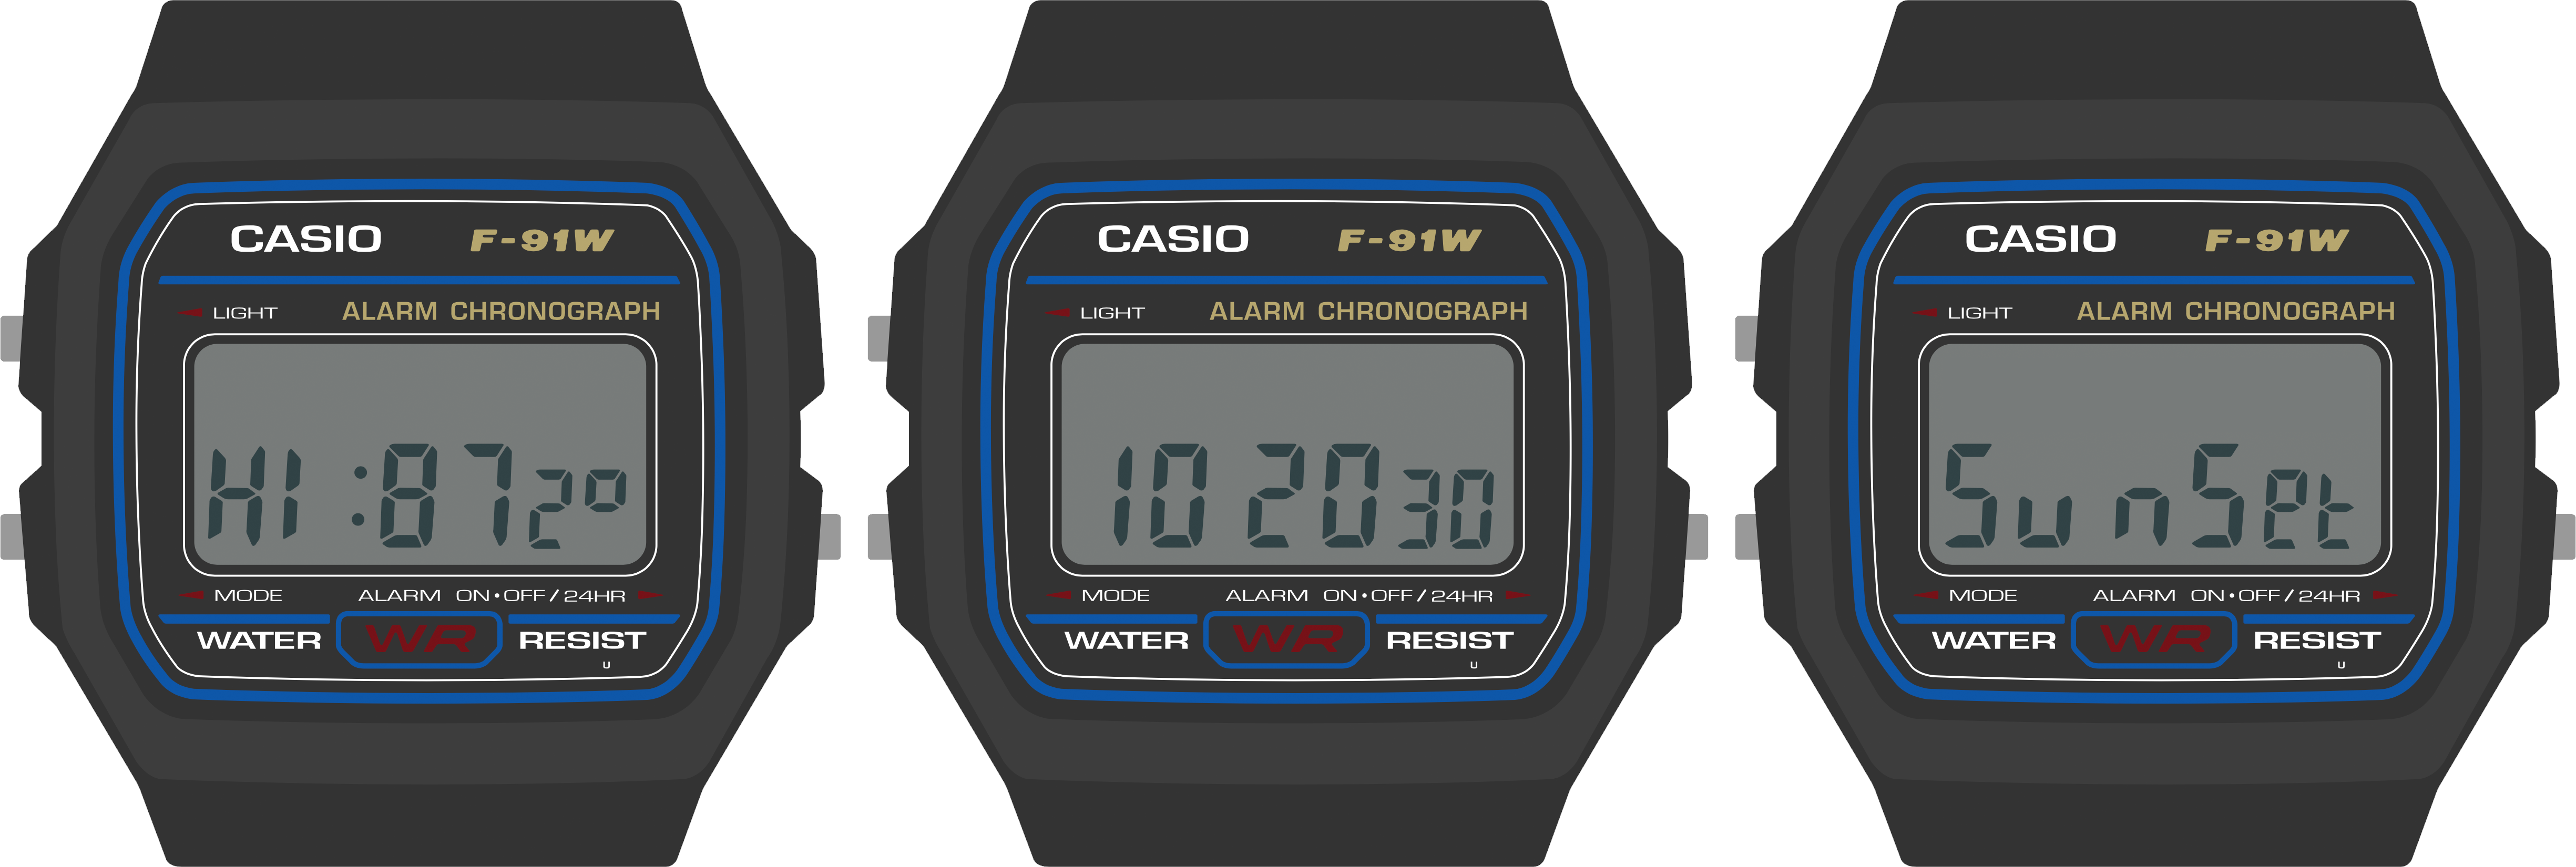 CASIO F-91W
LIGHT ALARM CHRONOGRAPH
HI:872º
MODE ALARM ON•OFF/24HR
WATER WR RESIST
U
CASIO F-91W
LIGHT ALARM CHRONOGRAPH
10 20 30
MODE ALARM ON•OFF/24HR
WATER WR RESIST
U
CASIO F-91W
LIGHT ALARM CHRONOGRAPH
SunSet
MODE ALARM ON•OFF/24HR
WATER WR RESIST
U